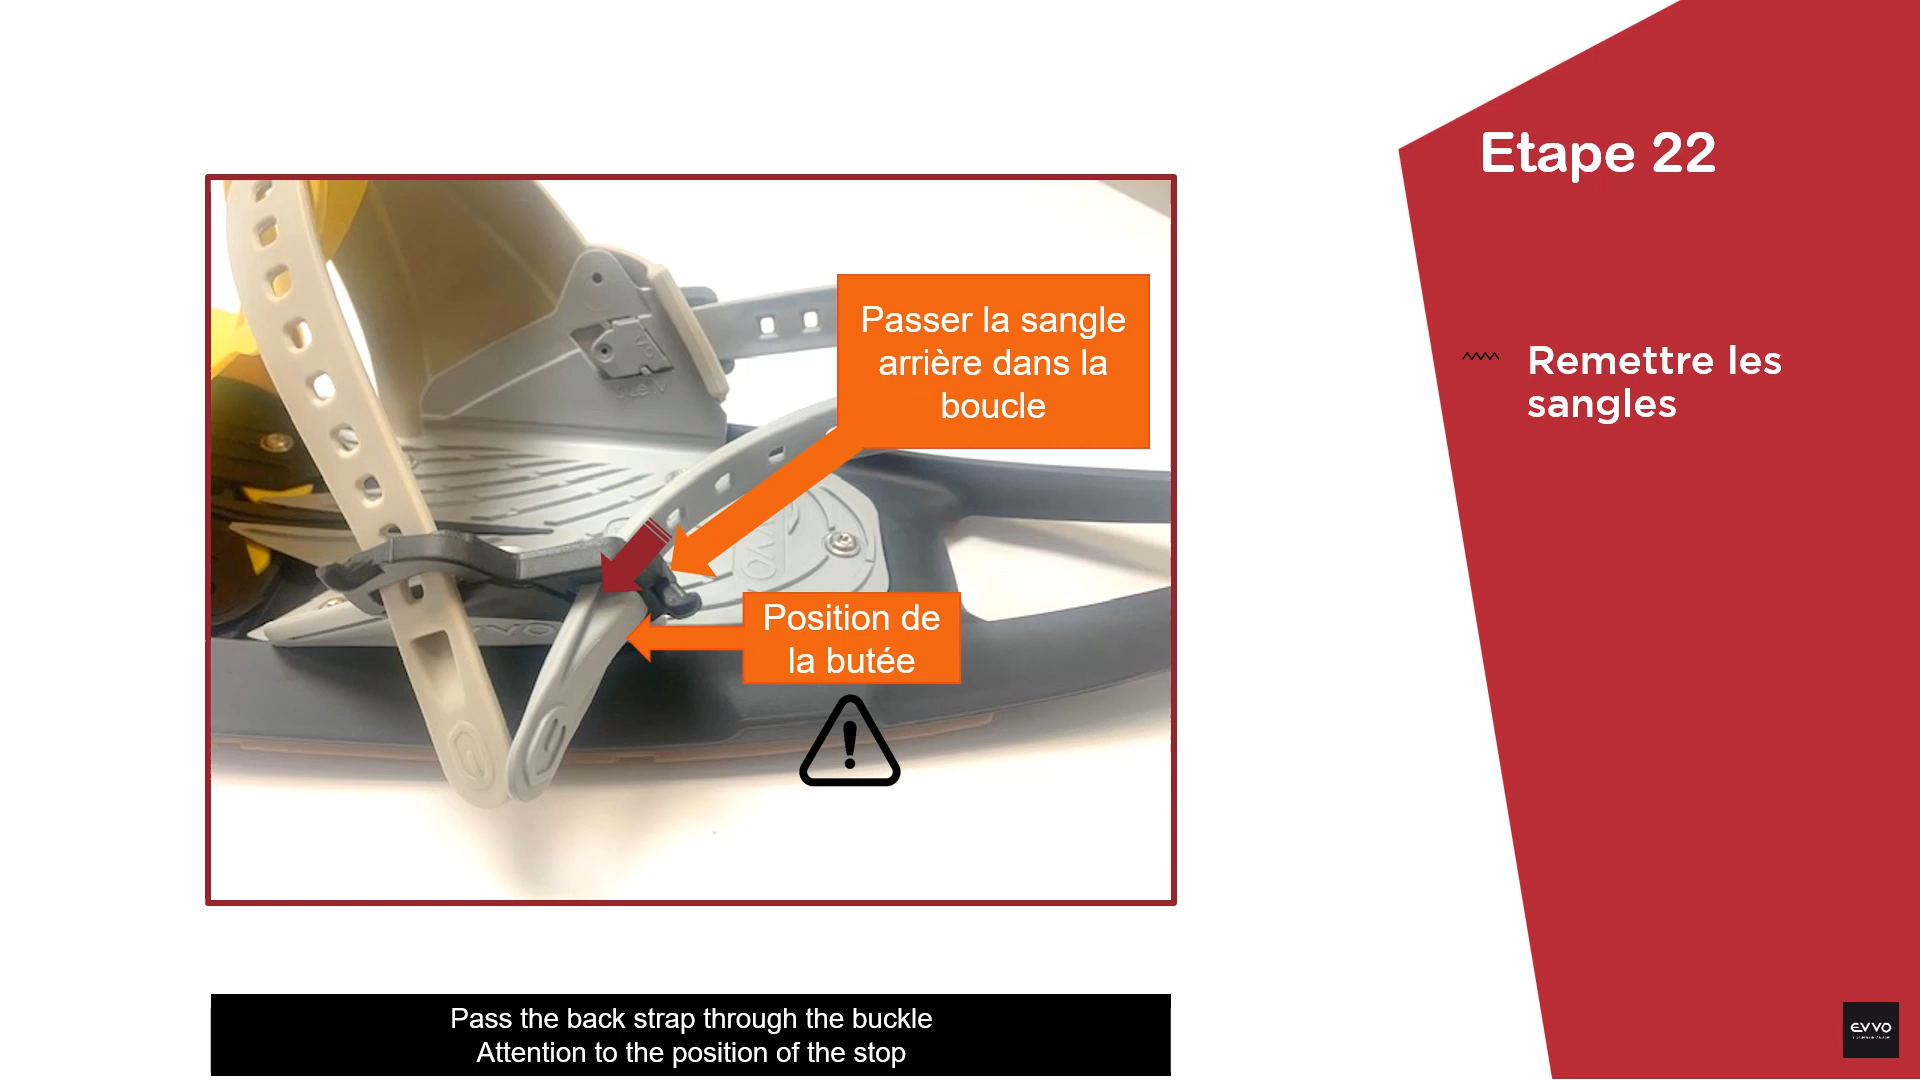 Etape 22
Passer la sangle
arrière dans la
boucle
Remettre les
sangles
Position de
la butée
Pass the back strap through the buckle
Attention to the position of the stop
EVVO